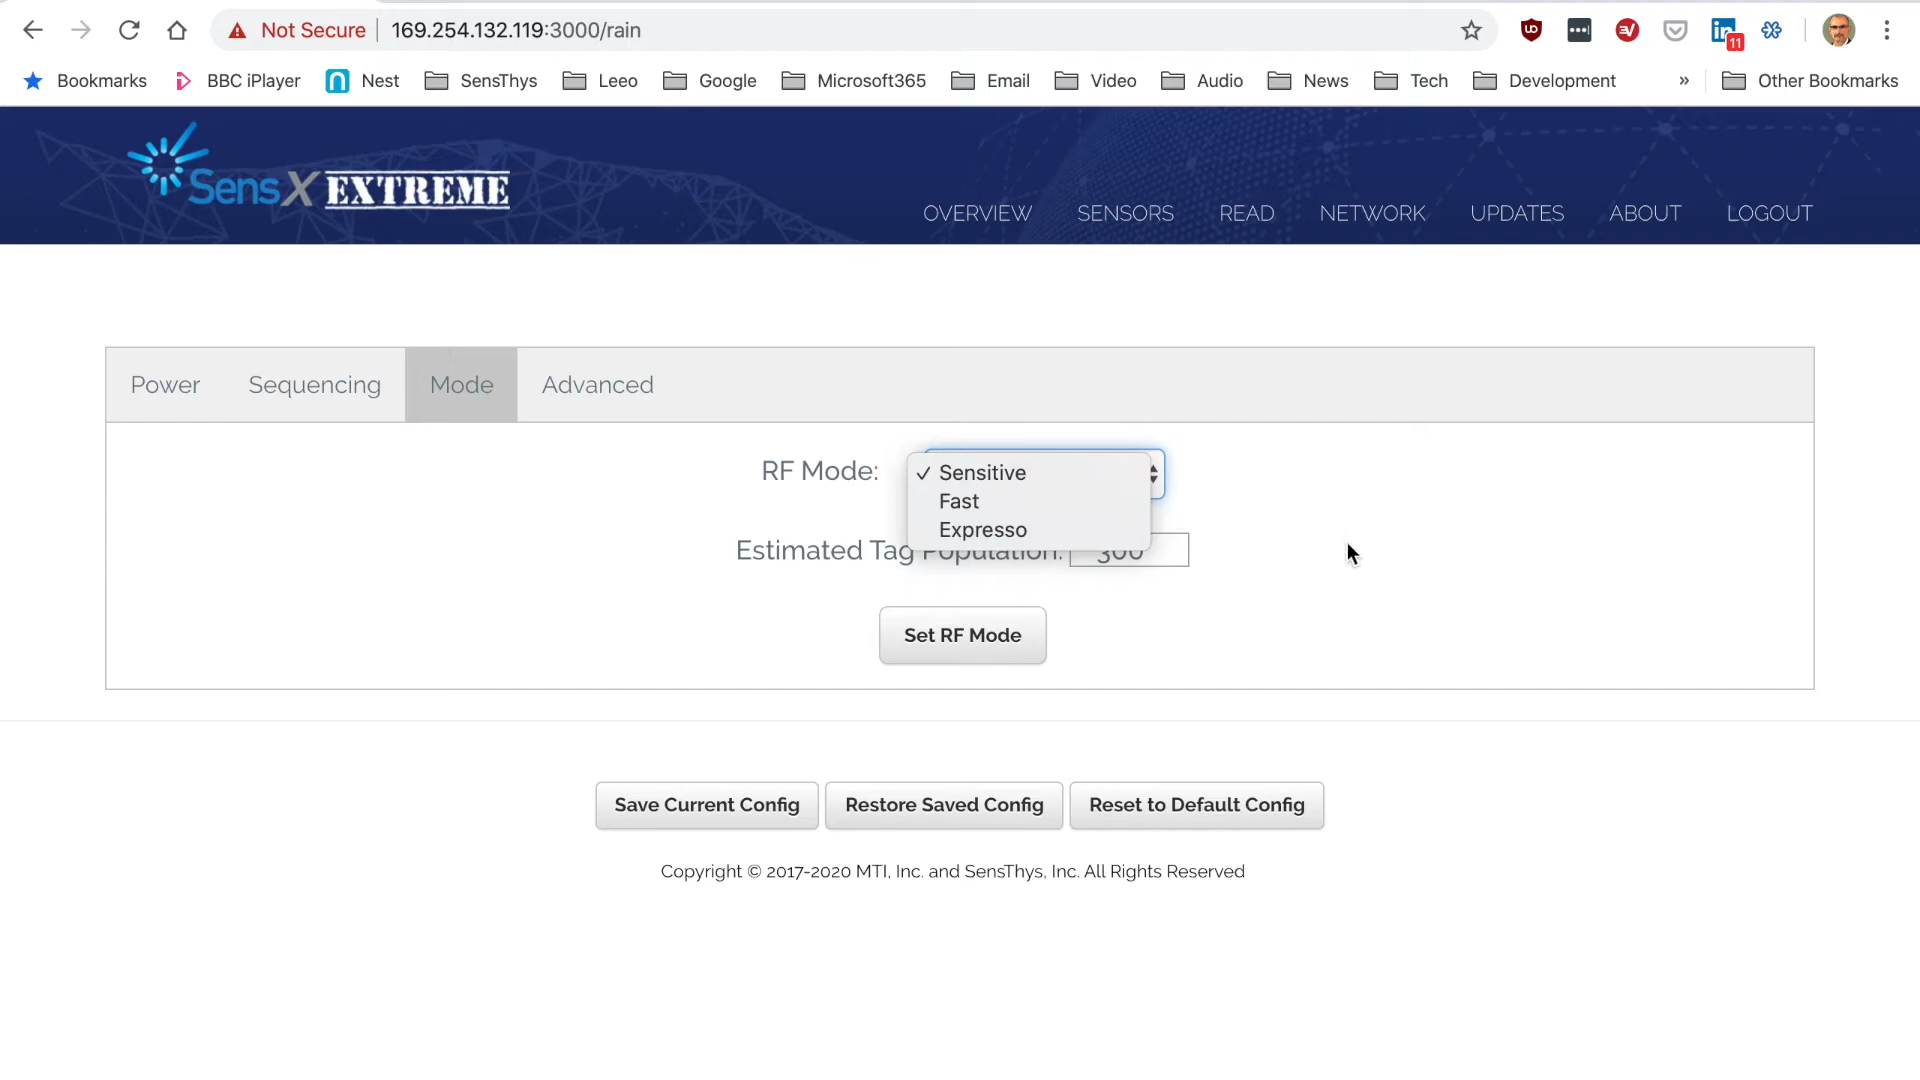 Not Secure 169.254.132.119:3000/rain
11
Bookmarks BBC iPlayer Nest SensThys Leeo Google Microsoft365 Email Video Audio News Tech Development » Other Bookmarks
SensX EXTREME
OVERVIEW SENSORS READ NETWORK UPDATES ABOUT LOGOUT
Power Sequencing Mode Advanced
RF Mode: ✓ Sensitive
Fast
Expresso
Estimated Tag Population: 300
Set RF Mode
Save Current Config Restore Saved Config Reset to Default Config
Copyright © 2017-2020 MTI, Inc. and SensThys, Inc. All Rights Reserved